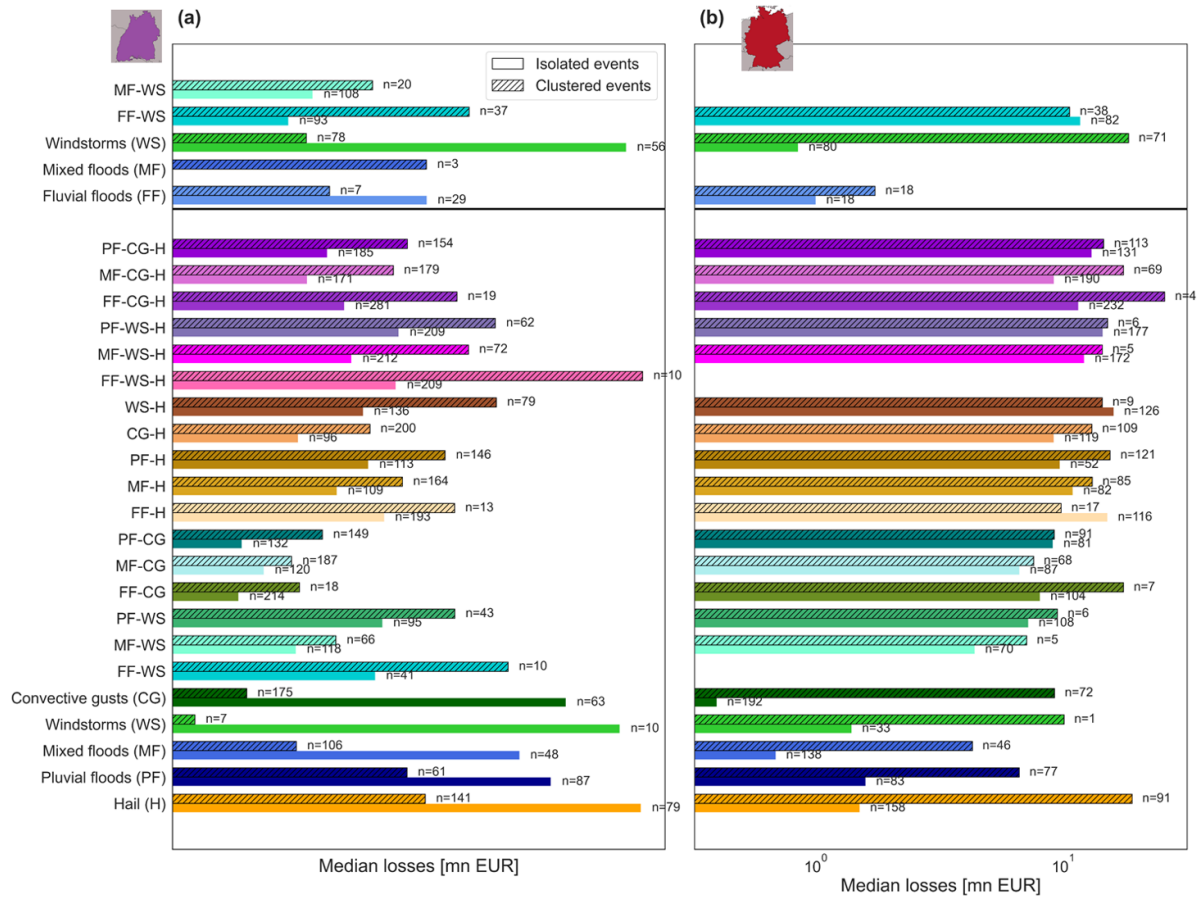 (a)
(b)
Isolated events
Clustered events
MF-WS n=20
n=108
FF-WS n=37 n=38
n=93 n=82
Windstorms (WS) n=78 n=71
n=56 n=80
Mixed floods (MF) n=3
Fluvial floods (FF) n=7 n=18
n=29 n=18
PF-CG-H n=154 n=113
n=185 n=131
MF-CG-H n=179 n=69
n=171 n=190
FF-CG-H n=19 n=4
n=281 n=232
PF-WS-H n=62 n=6
n=209 n=177
MF-WS-H n=72 n=5
n=212 n=172
FF-WS-H n=10
n=209
WS-H n=79 n=9
n=136 n=126
CG-H n=200 n=109
n=96 n=119
PF-H n=146 n=121
n=113 n=52
MF-H n=164 n=85
n=109 n=82
FF-H n=13 n=17
n=193 n=116
PF-CG n=149 n=91
n=132 n=81
MF-CG n=187 n=68
n=120 n=87
FF-CG n=18 n=7
n=214 n=104
PF-WS n=43 n=6
n=95 n=108
MF-WS n=66 n=5
n=118 n=70
FF-WS n=10
n=41
Convective gusts (CG) n=175 n=72
n=63 n=192
Windstorms (WS) n=7 n=1
n=10 n=33
Mixed floods (MF) n=106 n=46
n=48 n=138
Pluvial floods (PF) n=61 n=77
n=87 n=83
Hail (H) n=141 n=91
n=79 n=158
10⁰ 10¹
Median losses [mn EUR]
Median losses [mn EUR]